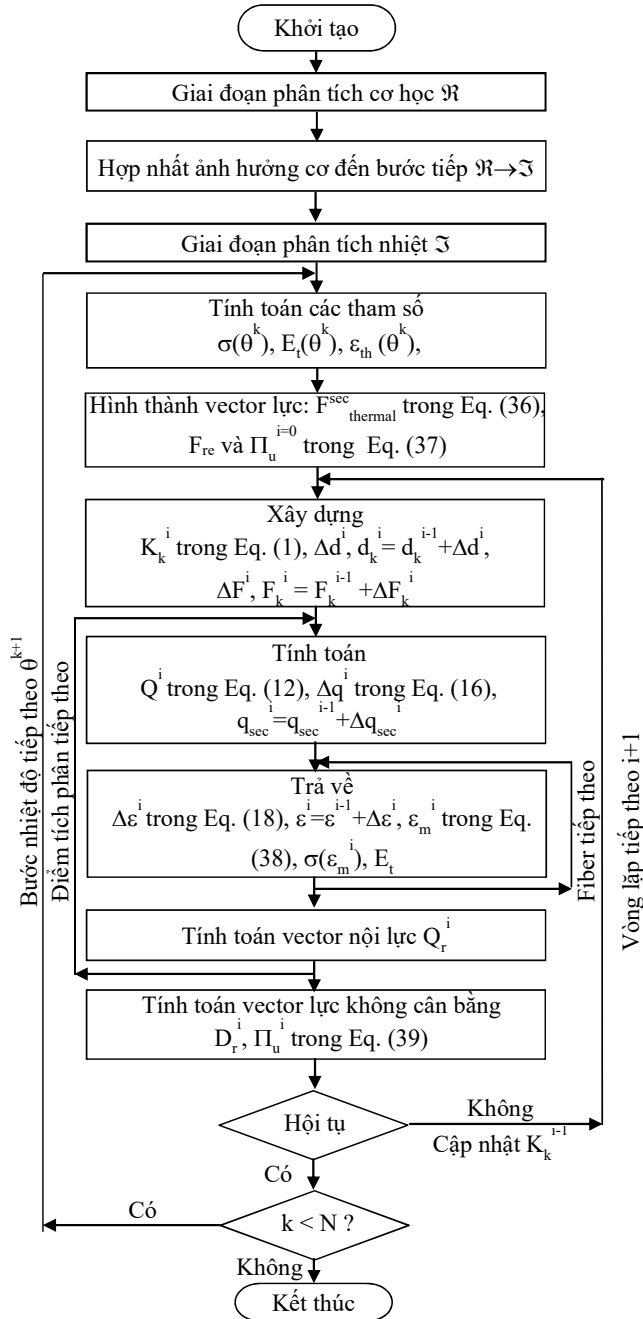 Khởi tạo
Giai đoạn phân tích cơ học ℜ
Hợp nhất ảnh hưởng cơ đến bước tiếp ℜ→ℑ
Giai đoạn phân tích nhiệt ℑ
Tính toán các tham số
σ(θ^k), E_t(θ^k), ε_th (θ^k),
Hình thành vector lực: F^sec_thermal trong Eq. (36),
F_re và Π_u^i=0 trong Eq. (37)
Xây dựng
K_k^i trong Eq. (1), Δd^i, d_k^i = d_k^i-1+Δd^i,
ΔF^i, F_k^i = F_k^i-1 +ΔF_k^i
Tính toán
Q^i trong Eq. (12), Δq^i trong Eq. (16),
q_sec^i=q_sec^i-1+Δq_sec^i
Trả về
Δε^i trong Eq. (18), ε^i=ε^i-1+Δε^i, ε_m^i trong Eq.
(38), σ(ε_m^i), E_t
Tính toán vector nội lực Q_r^i
Tính toán vector lực không cân bằng
D_r^i, Π_u^i trong Eq. (39)
Hội tụ
Không
Cập nhật K_k^i-1
Có
k < N ?
Có
Không
Kết thúc
Bước nhiệt độ tiếp theo θ^k+1
Điểm tích phân tiếp theo
Fiber tiếp theo
Vòng lặp tiếp theo i+1